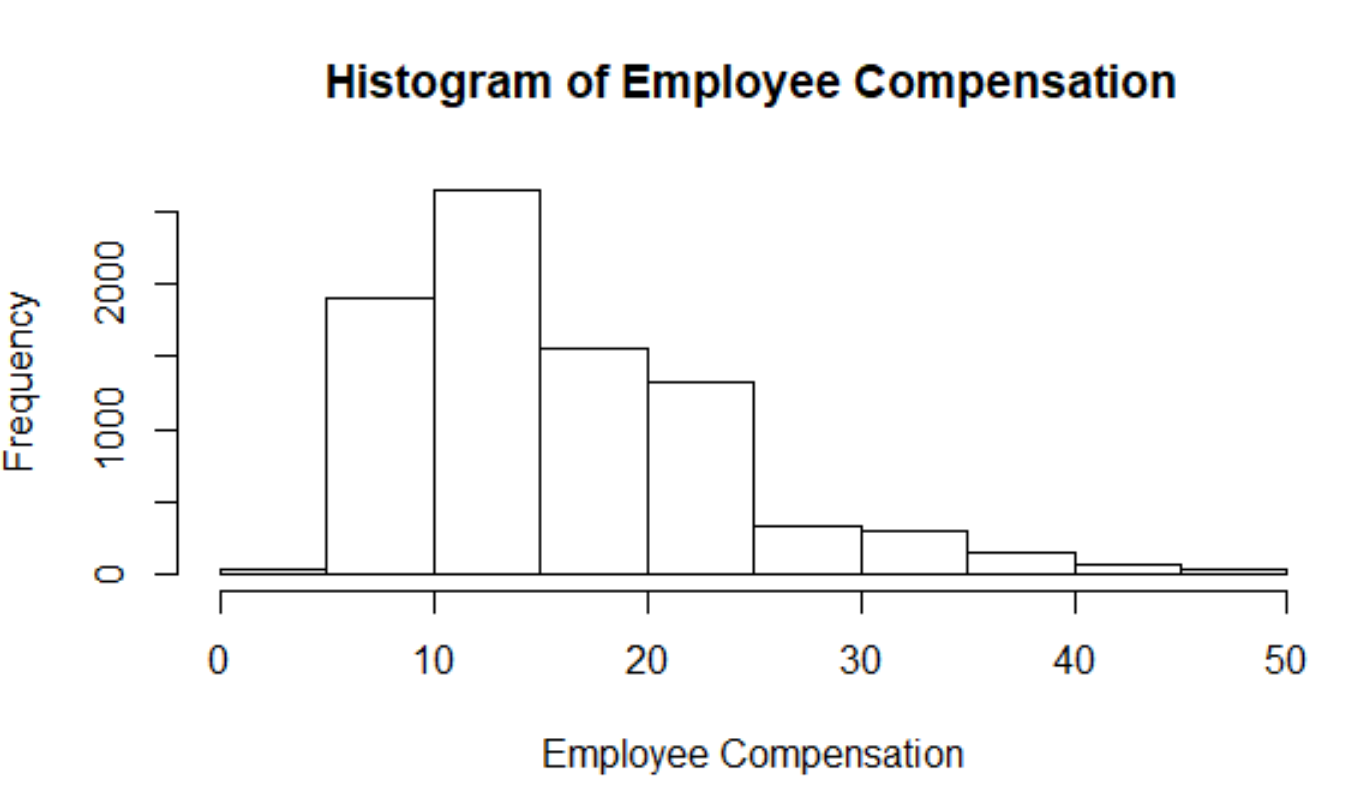 Histogram of Employee Compensation
Frequency
2000
1000
0
0 10 20 30 40 50
Employee Compensation